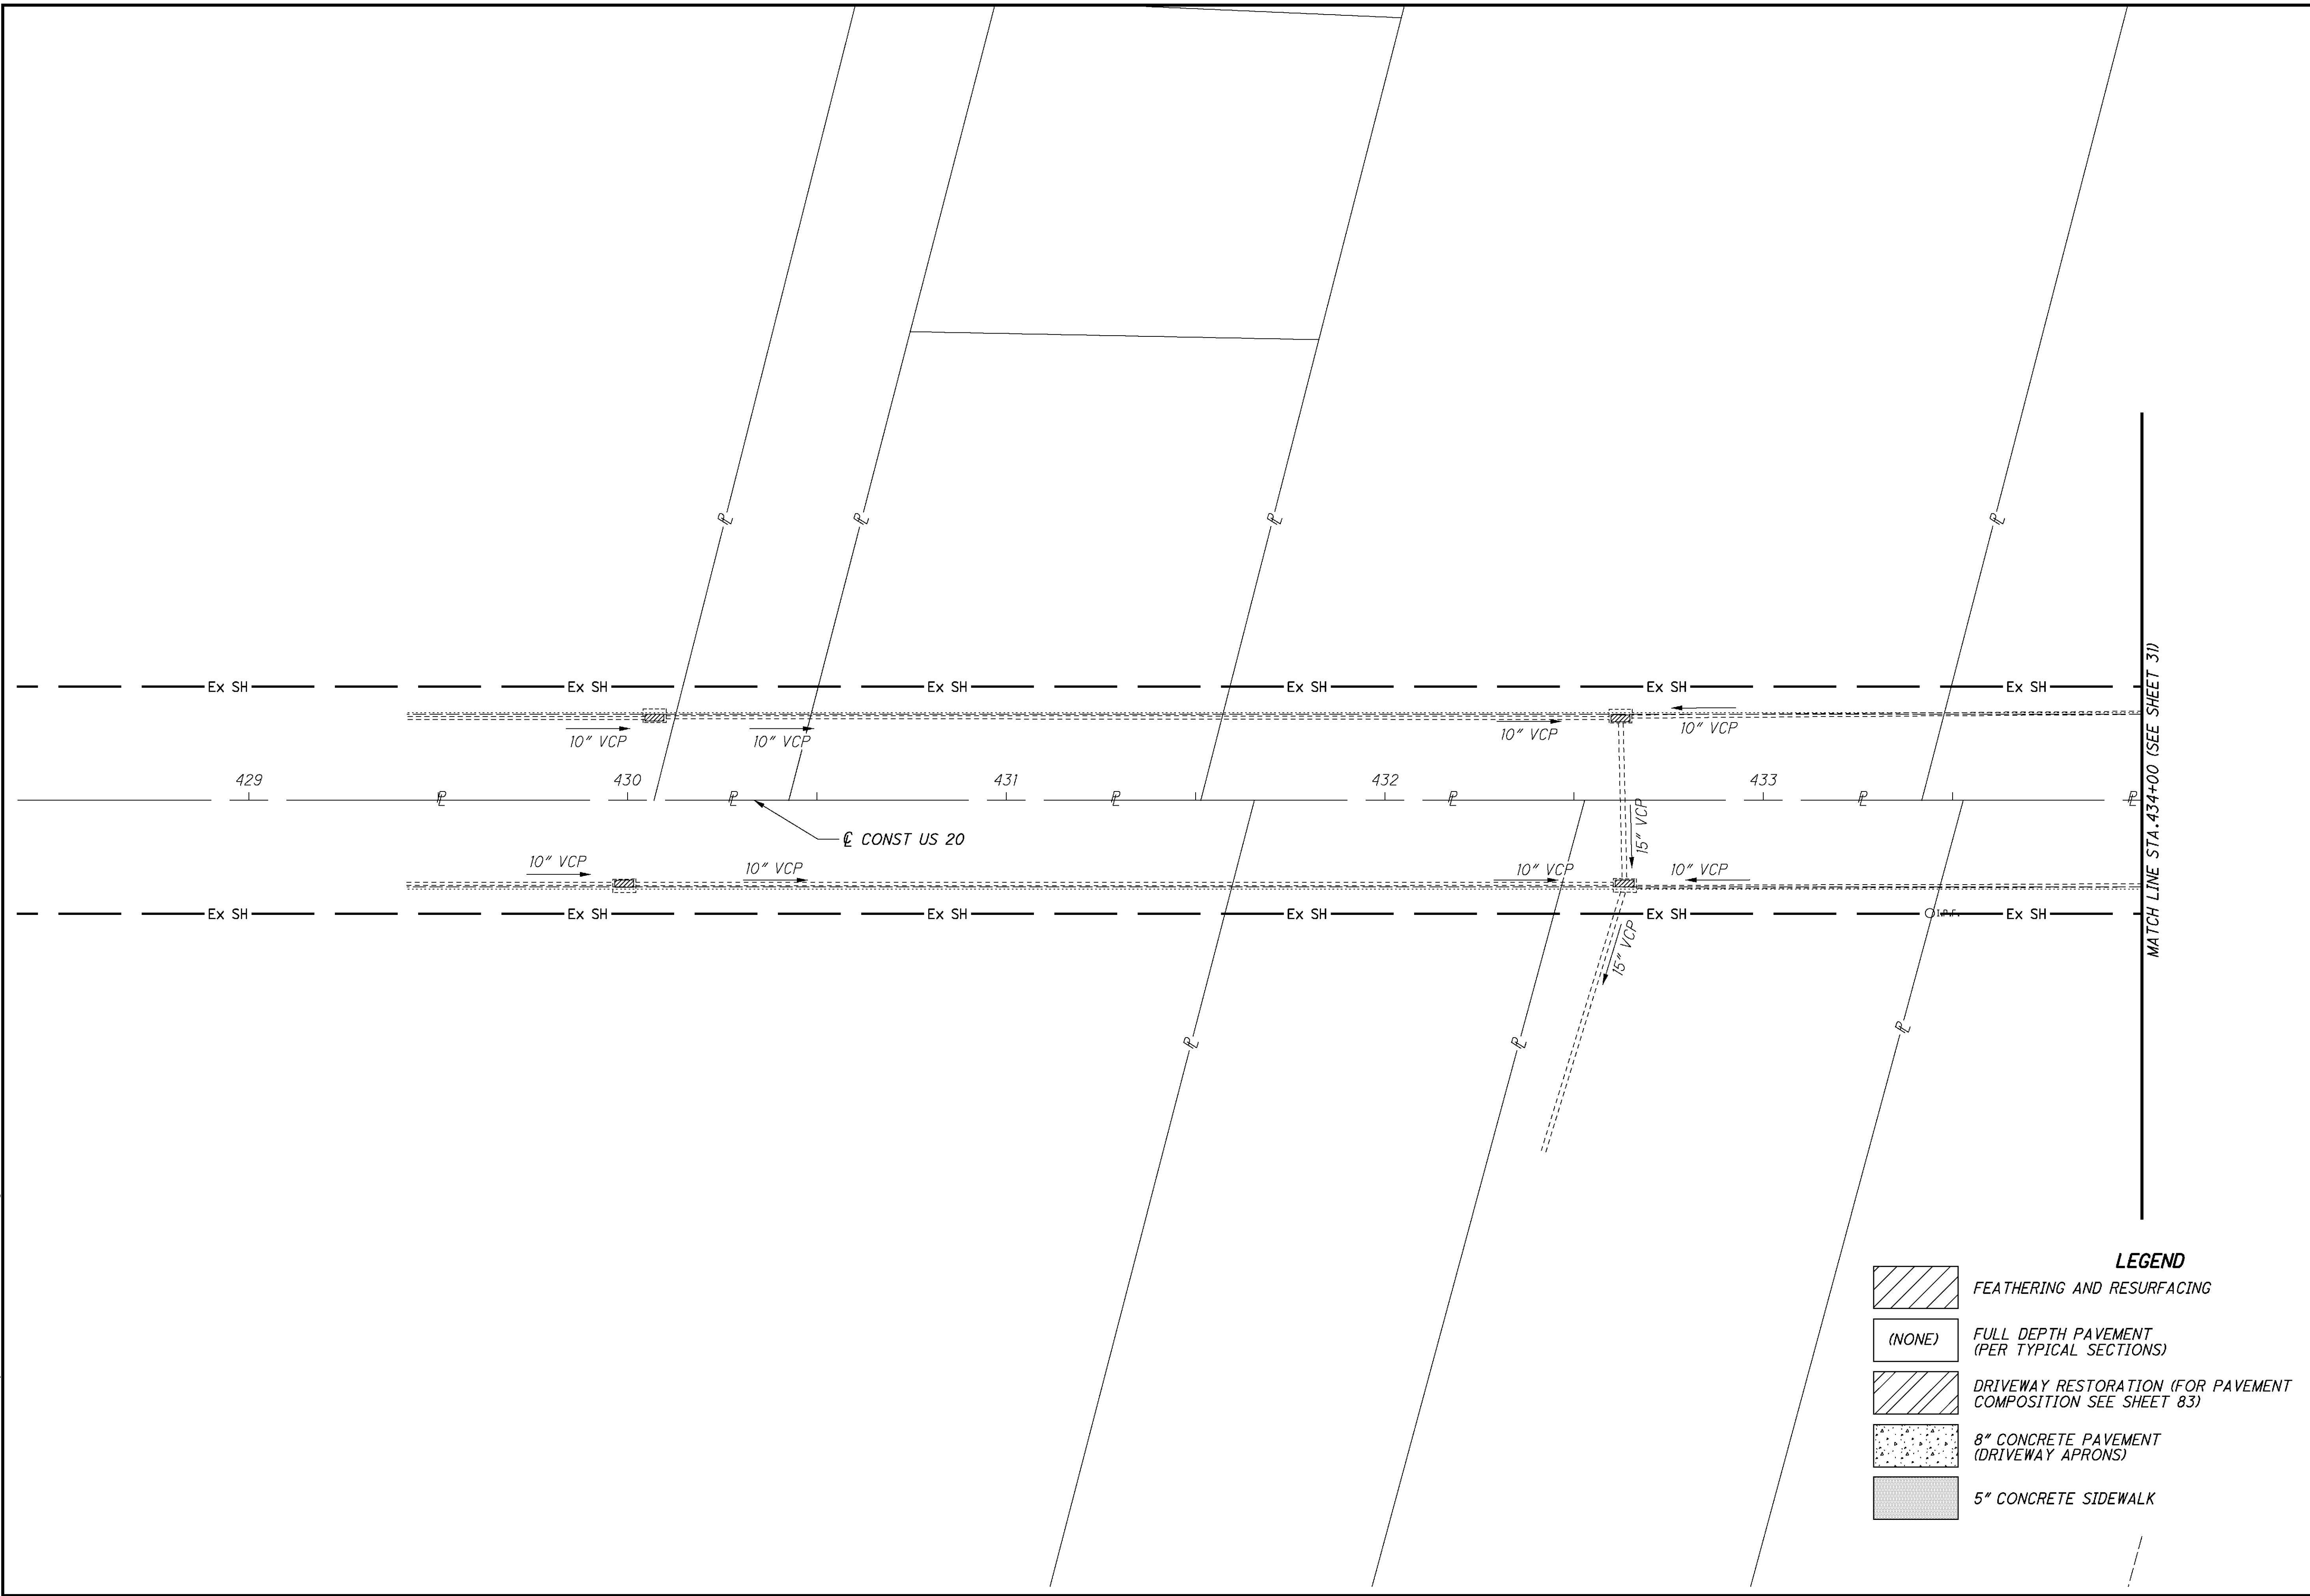 ℄
℄
℄
℄
MATCH LINE STA.434+00 (SEE SHEET 31)
Ex SH
Ex SH
Ex SH
Ex SH
Ex SH
Ex SH
10" VCP
10" VCP
10" VCP
10" VCP
429
430
431
432
433
℄ CONST US 20
15" VCP
10" VCP
10" VCP
10" VCP
10" VCP
Ex SH
Ex SH
Ex SH
Ex SH
Ex SH
I.P.F.
Ex SH
15" VCP
LEGEND
FEATHERING AND RESURFACING
(NONE)
FULL DEPTH PAVEMENT
(PER TYPICAL SECTIONS)
DRIVEWAY RESTORATION (FOR PAVEMENT
COMPOSITION SEE SHEET 83)
8" CONCRETE PAVEMENT
(DRIVEWAY APRONS)
5" CONCRETE SIDEWALK